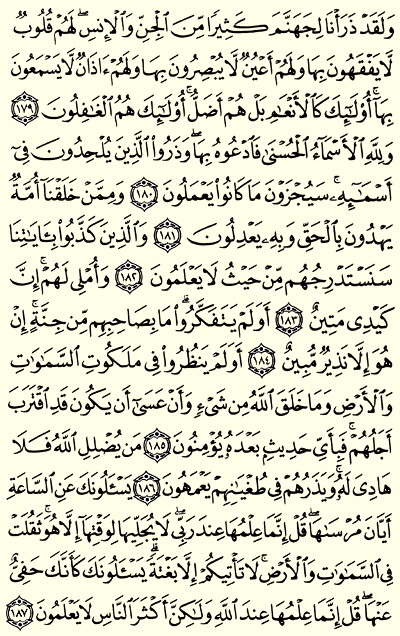 وَلَقَدْ ذَرَأْنَا لِجَهَنَّمَ كَثِيرًا مِّنَ ٱلْجِنِّ وَٱلْإِنسِ ۖ لَهُمْ قُلُوبٌ
لَّا يَفْقَهُونَ بِهَا وَلَهُمْ أَعْيُنٌ لَّا يُبْصِرُونَ بِهَا وَلَهُمْ ءَاذَانٌ لَّا يَسْمَعُونَ
بِهَآ ۚ أُو۟لَـٰٓئِكَ كَٱلْأَنْعَـٰمِ بَلْ هُمْ أَضَلُّ ۚ أُو۟لَـٰٓئِكَ هُمُ ٱلْغَـٰفِلُونَ ١٧٩
وَلِلَّهِ ٱلْأَسْمَآءُ ٱلْحُسْنَىٰ فَٱدْعُوهُ بِهَا ۖ وَذَرُوا۟ ٱلَّذِينَ يُلْحِدُونَ فِىٓ
أَسْمَـٰٓئِهِۦ ۚ سَيُجْزَوْنَ مَا كَانُوا۟ يَعْمَلُونَ ١٨٠ وَمِمَّنْ خَلَقْنَآ أُمَّةٌ
يَهْدُونَ بِٱلْحَقِّ وَبِهِۦ يَعْدِلُونَ ١٨١ وَٱلَّذِينَ كَذَّبُوا۟ بِـَٔايَـٰتِنَا
سَنَسْتَدْرِجُهُم مِّنْ حَيْثُ لَا يَعْلَمُونَ ١٨٢ وَأُمْلِى لَهُمْ ۚ إِنَّ
كَيْدِى مَتِينٌ ١٨٣ أَوَلَمْ يَتَفَكَّرُوا۟ ۗ مَا بِصَاحِبِهِم مِّن جِنَّةٍ ۚ إِنْ
هُوَ إِلَّا نَذِيرٌ مُّبِينٌ ١٨٤ أَوَلَمْ يَنظُرُوا۟ فِى مَلَكُوتِ ٱلسَّمَـٰوَٰتِ
وَٱلْأَرْضِ وَمَا خَلَقَ ٱللَّهُ مِن شَىْءٍ وَأَنْ عَسَىٰٓ أَن يَكُونَ قَدِ ٱقْتَرَبَ
أَجَلُهُمْ ۖ فَبِأَىِّ حَدِيثٍۭ بَعْدَهُۥ يُؤْمِنُونَ ١٨٥ مَن يُضْلِلِ ٱللَّهُ فَلَا
هَادِىَ لَهُۥ ۚ وَيَذَرُهُمْ فِى طُغْيَـٰنِهِمْ يَعْمَهُونَ ١٨٦ يَسْـَٔلُونَكَ عَنِ ٱلسَّاعَةِ
أَيَّانَ مُرْسَىٰهَا ۖ قُلْ إِنَّمَا عِلْمُهَا عِندَ رَبِّى ۖ لَا يُجَلِّيهَا لِوَقْتِهَآ إِلَّا هُوَ ۚ ثَقُلَتْ
فِى ٱلسَّمَـٰوَٰتِ وَٱلْأَرْضِ ۚ لَا تَأْتِيكُمْ إِلَّا بَغْتَةً ۗ يَسْـَٔلُونَكَ كَأَنَّكَ حَفِىٌّ
عَنْهَا ۖ قُلْ إِنَّمَا عِلْمُهَا عِندَ ٱللَّهِ وَلَـٰكِنَّ أَكْثَرَ ٱلنَّاسِ لَا يَعْلَمُونَ ١٨٧